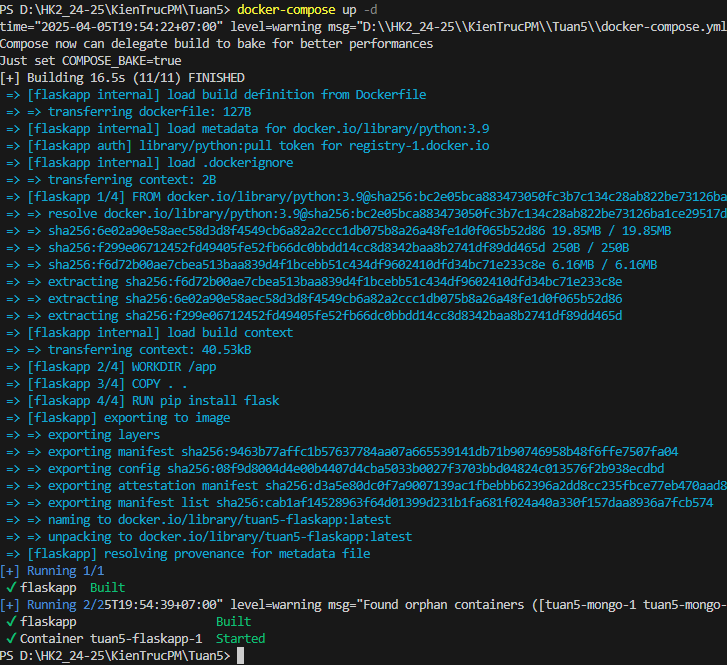 PS D:\HK2_24-25\KienTrucPM\Tuan5> docker-compose up -d
time="2025-04-05T19:54:22+07:00" level=warning msg="D:\\HK2_24-25\\KienTrucPM\\Tuan5\\docker-compose.yml
Compose now can delegate build to bake for better performances
Just set COMPOSE_BAKE=true
[+] Building 16.5s (11/11) FINISHED
=> [flaskapp internal] load build definition from Dockerfile
=> => transferring dockerfile: 127B
=> [flaskapp internal] load metadata for docker.io/library/python:3.9
=> [flaskapp auth] library/python:pull token for registry-1.docker.io
=> [flaskapp internal] load .dockerignore
=> => transferring context: 2B
=> [flaskapp 1/4] FROM docker.io/library/python:3.9@sha256:bc2e05bca883473050fc3b7c134c28ab822be73126ba
=> => resolve docker.io/library/python:3.9@sha256:bc2e05bca883473050fc3b7c134c28ab822be73126ba1ce29517d
=> => sha256:6e02a90e58aec58d3d8f4549cb6a82a2ccc1db075b8a26a48fe1d0f065b52d86 19.85MB / 19.85MB
=> => sha256:f299e06712452fd49405fe52fb66dc0bbdd14cc8d8342baa8b2741df89dd465d 250B / 250B
=> => sha256:f6d72b00ae7cbea513baa839d4f1bcebb51c434df9602410dfd34bc71e233c8e 6.16MB / 6.16MB
=> => extracting sha256:f6d72b00ae7cbea513baa839d4f1bcebb51c434df9602410dfd34bc71e233c8e
=> => extracting sha256:6e02a90e58aec58d3d8f4549cb6a82a2ccc1db075b8a26a48fe1d0f065b52d86
=> => extracting sha256:f299e06712452fd49405fe52fb66dc0bbdd14cc8d8342baa8b2741df89dd465d
=> [flaskapp internal] load build context
=> => transferring context: 40.53kB
=> [flaskapp 2/4] WORKDIR /app
=> [flaskapp 3/4] COPY . .
=> [flaskapp 4/4] RUN pip install flask
=> [flaskapp] exporting to image
=> => exporting layers
=> => exporting manifest sha256:9463b77affc1b57637784aa07a665539141db71b90746958b48f6ffe7507fa04
=> => exporting config sha256:08f9d8004d4e00b4407d4cba5033b0027f3703bbd04824c013576f2b938ecdbd
=> => exporting attestation manifest sha256:d3a5e80dc0f7a9007139ac1fbebbb62396a2dd8cc235fbce77eb470aad8
=> => exporting manifest list sha256:cab1af14528963f64d01399d231b1fa681f024a40a330f157daa8936a7fcb574
=> => naming to docker.io/library/tuan5-flaskapp:latest
=> => unpacking to docker.io/library/tuan5-flaskapp:latest
=> [flaskapp] resolving provenance for metadata file
[+] Running 1/1
✓ flaskapp Built
[+] Running 2/25T19:54:39+07:00" level=warning msg="Found orphan containers ([tuan5-mongo-1 tuan5-mongo-
✓ flaskapp Built
✓ Container tuan5-flaskapp-1 Started
PS D:\HK2_24-25\KienTrucPM\Tuan5>